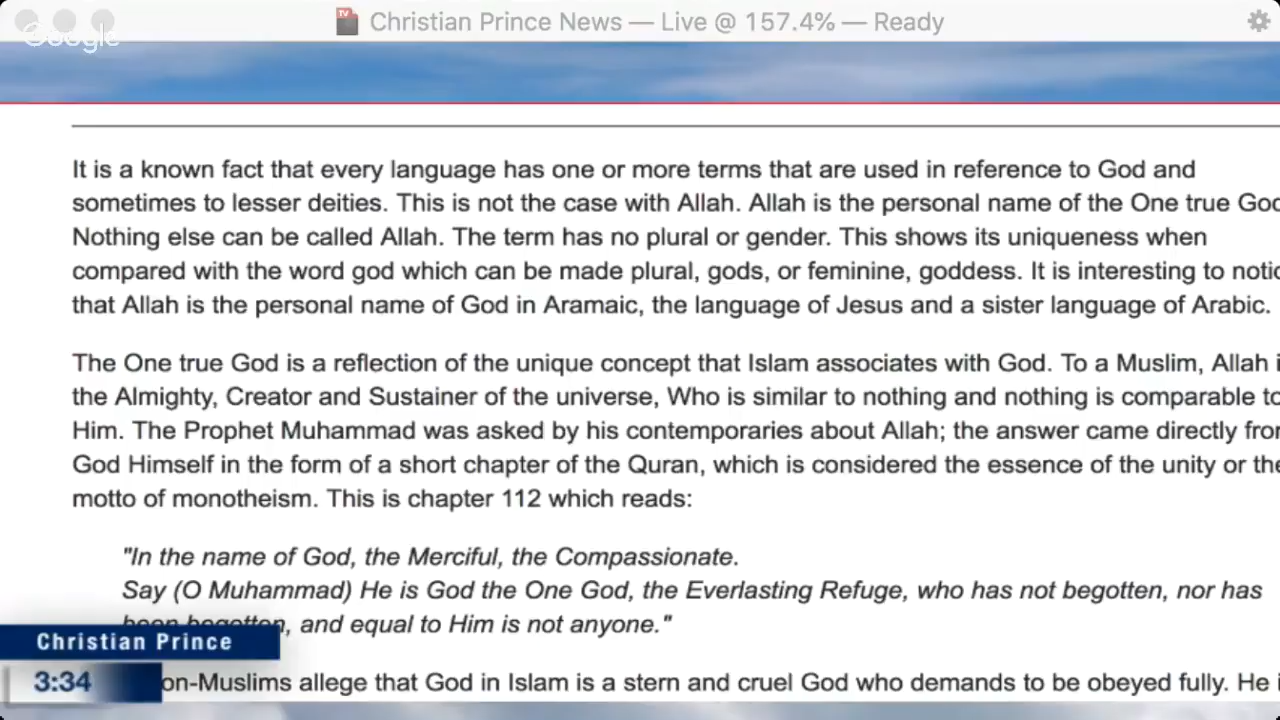 Christian Prince News — Live @ 157.4% — Ready
Google
It is a known fact that every language has one or more terms that are used in reference to God and
sometimes to lesser deities. This is not the case with Allah. Allah is the personal name of the One true God
Nothing else can be called Allah. The term has no plural or gender. This shows its uniqueness when
compared with the word god which can be made plural, gods, or feminine, goddess. It is interesting to notic
that Allah is the personal name of God in Aramaic, the language of Jesus and a sister language of Arabic.
The One true God is a reflection of the unique concept that Islam associates with God. To a Muslim, Allah i
the Almighty, Creator and Sustainer of the universe, Who is similar to nothing and nothing is comparable to
Him. The Prophet Muhammad was asked by his contemporaries about Allah; the answer came directly from
God Himself in the form of a short chapter of the Quran, which is considered the essence of the unity or the
motto of monotheism. This is chapter 112 which reads:
"In the name of God, the Merciful, the Compassionate.
Say (O Muhammad) He is God the One God, the Everlasting Refuge, who has not begotten, nor has
been begotten, and equal to Him is not anyone."
Christian Prince
3:34
on-Muslims allege that God in Islam is a stern and cruel God who demands to be obeyed fully. He i